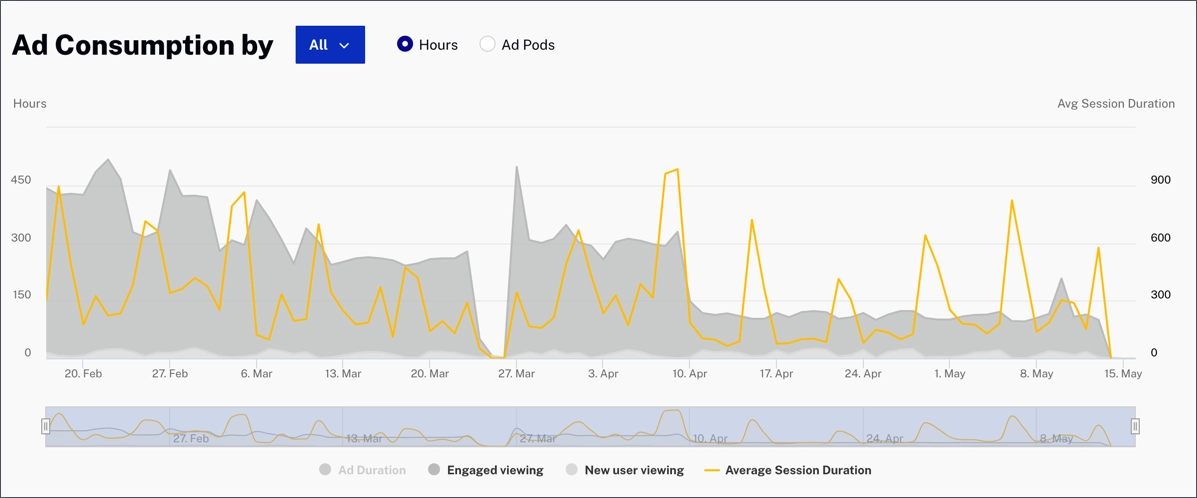 Ad Consumption by All Hours Ad Pods
Hours Avg Session Duration
450 900
300 600
150 300
0 0
20. Feb 27. Feb 6. Mar 13. Mar 20. Mar 27. Mar 3. Apr 10. Apr 17. Apr 24. Apr 1. May 8. May 15. May
27. Feb 13. Mar 27. Mar 10. Apr 24. Apr 8. May
Ad Duration Engaged viewing New user viewing Average Session Duration